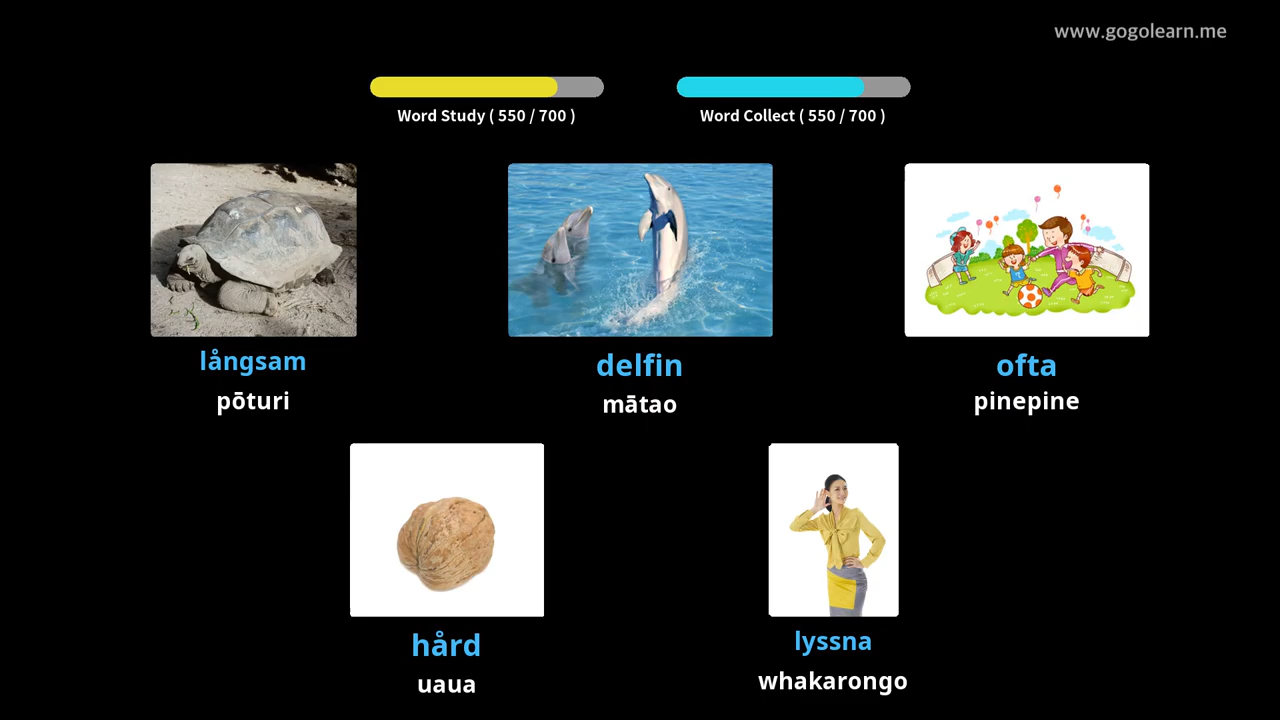 www.gogolearn.me
Word Study ( 550 / 700 )
Word Collect ( 550 / 700 )
långsam
pōturi
delfin
mātao
ofta
pinepine
hård
uaua
lyssna
whakarongo